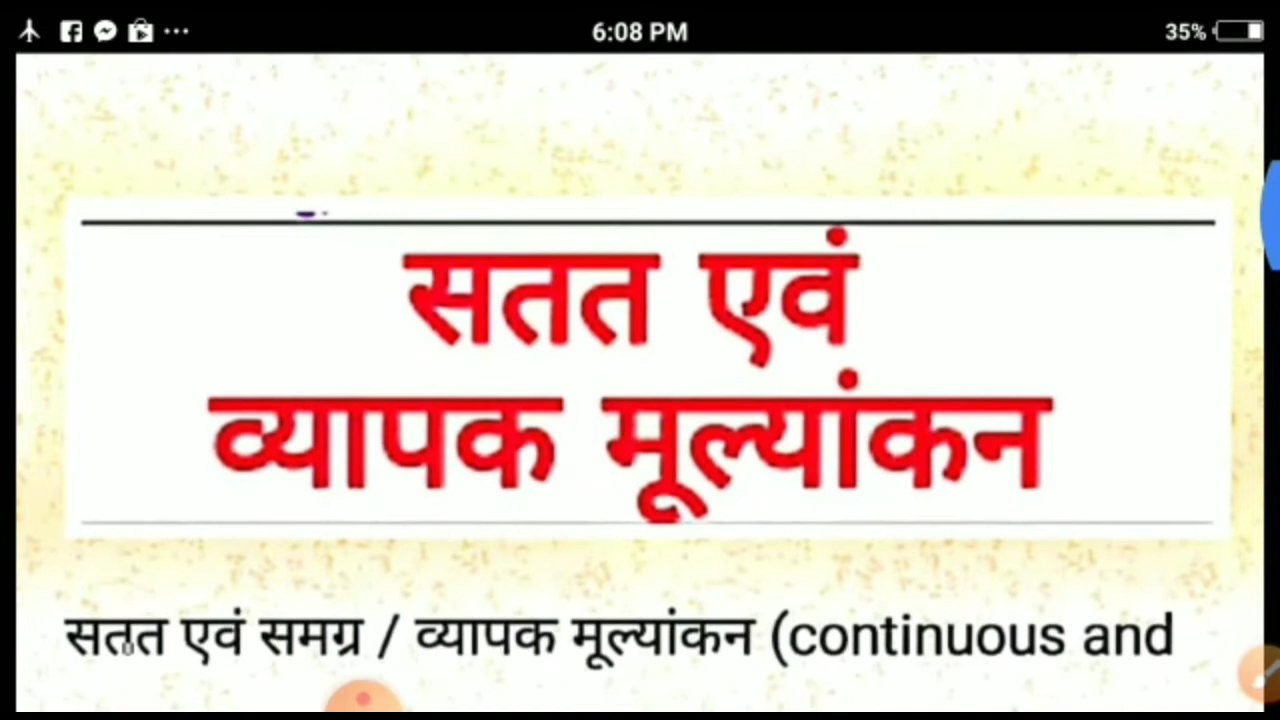 6:08 PM
35%
सतत एवं
व्यापक मूल्यांकन
सतत एवं समग्र / व्यापक मूल्यांकन (continuous and